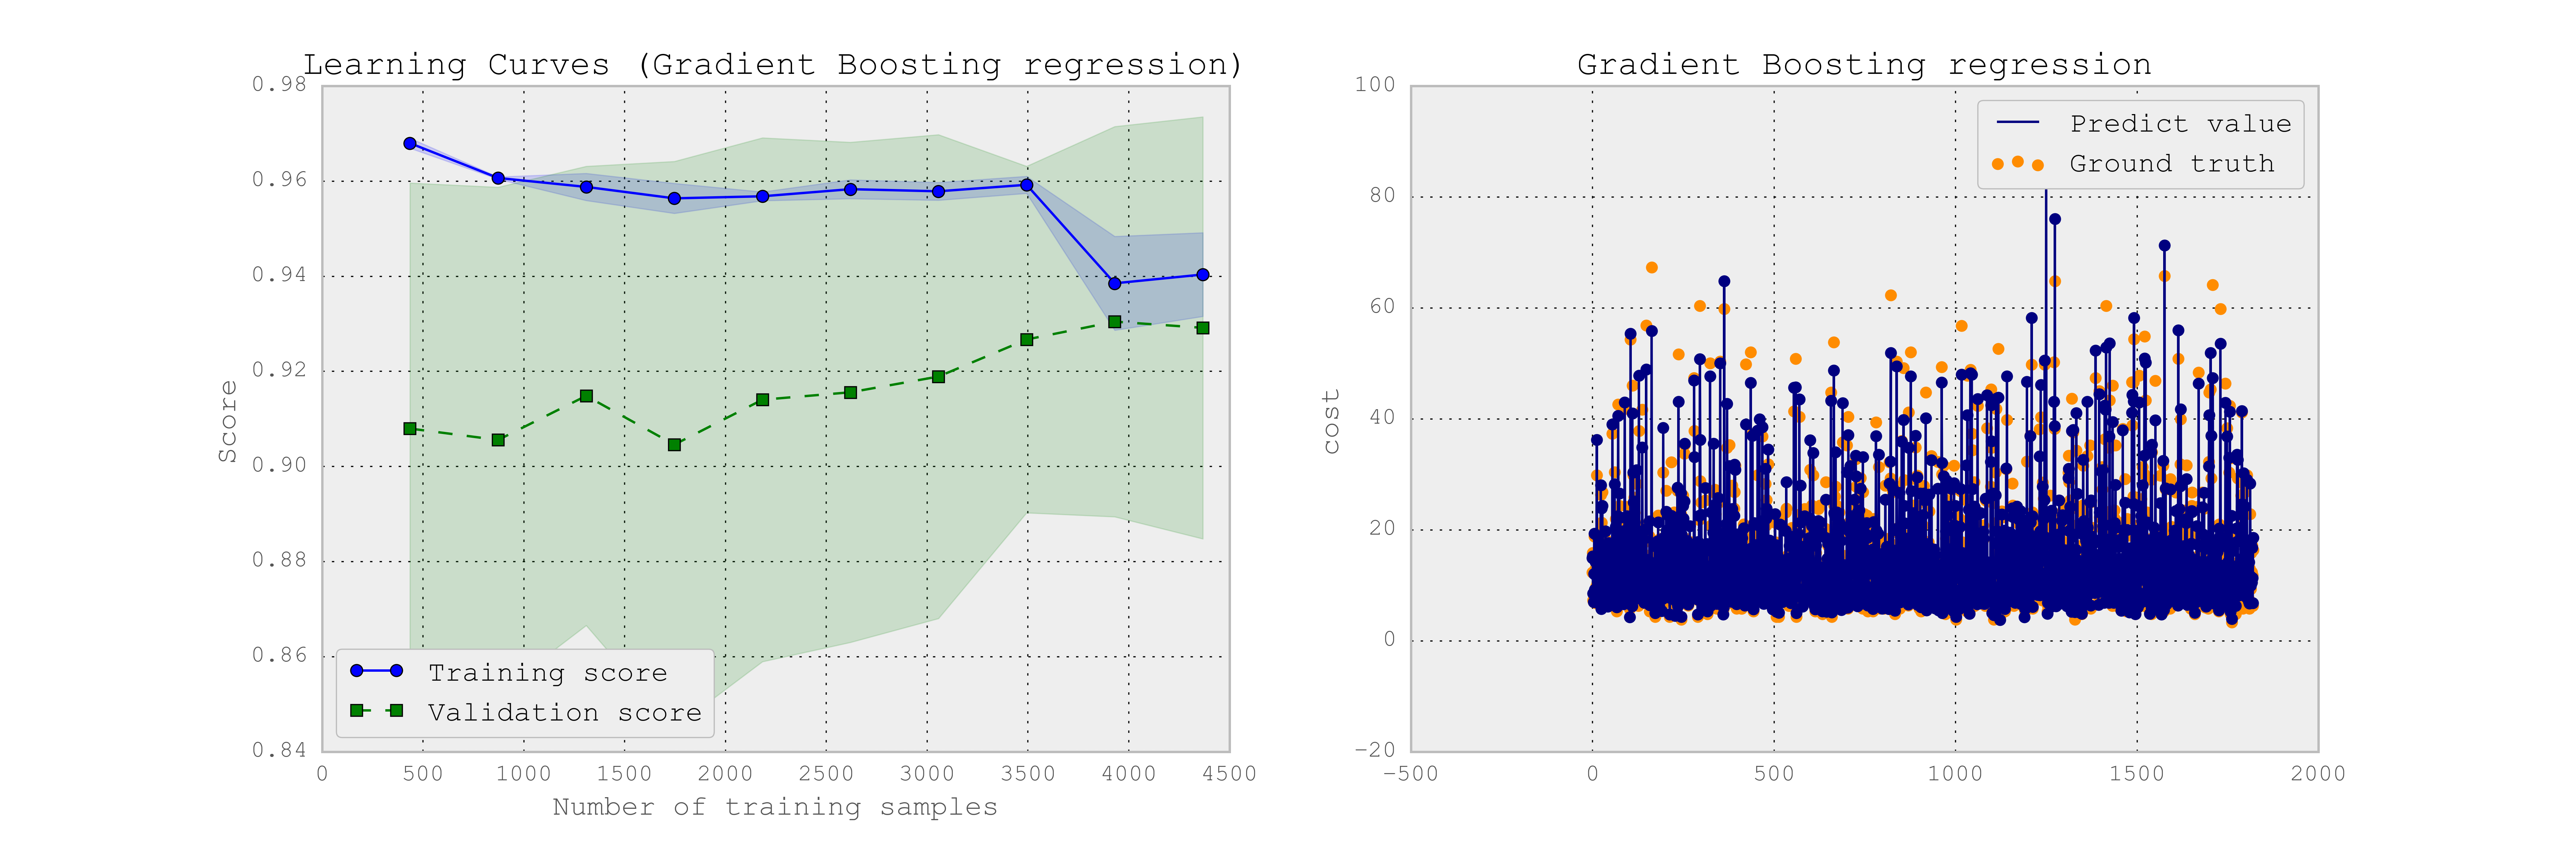 Learning Curves (Gradient Boosting regression)
0.98
0.96
0.94
0.92
0.90
0.88
0.86
0.84
Score
Training score
Validation score
0 500 1000 1500 2000 2500 3000 3500 4000 4500
Number of training samples
Gradient Boosting regression
100
80
60
40
20
0
−20
cost
Predict value
Ground truth
−500 0 500 1000 1500 2000